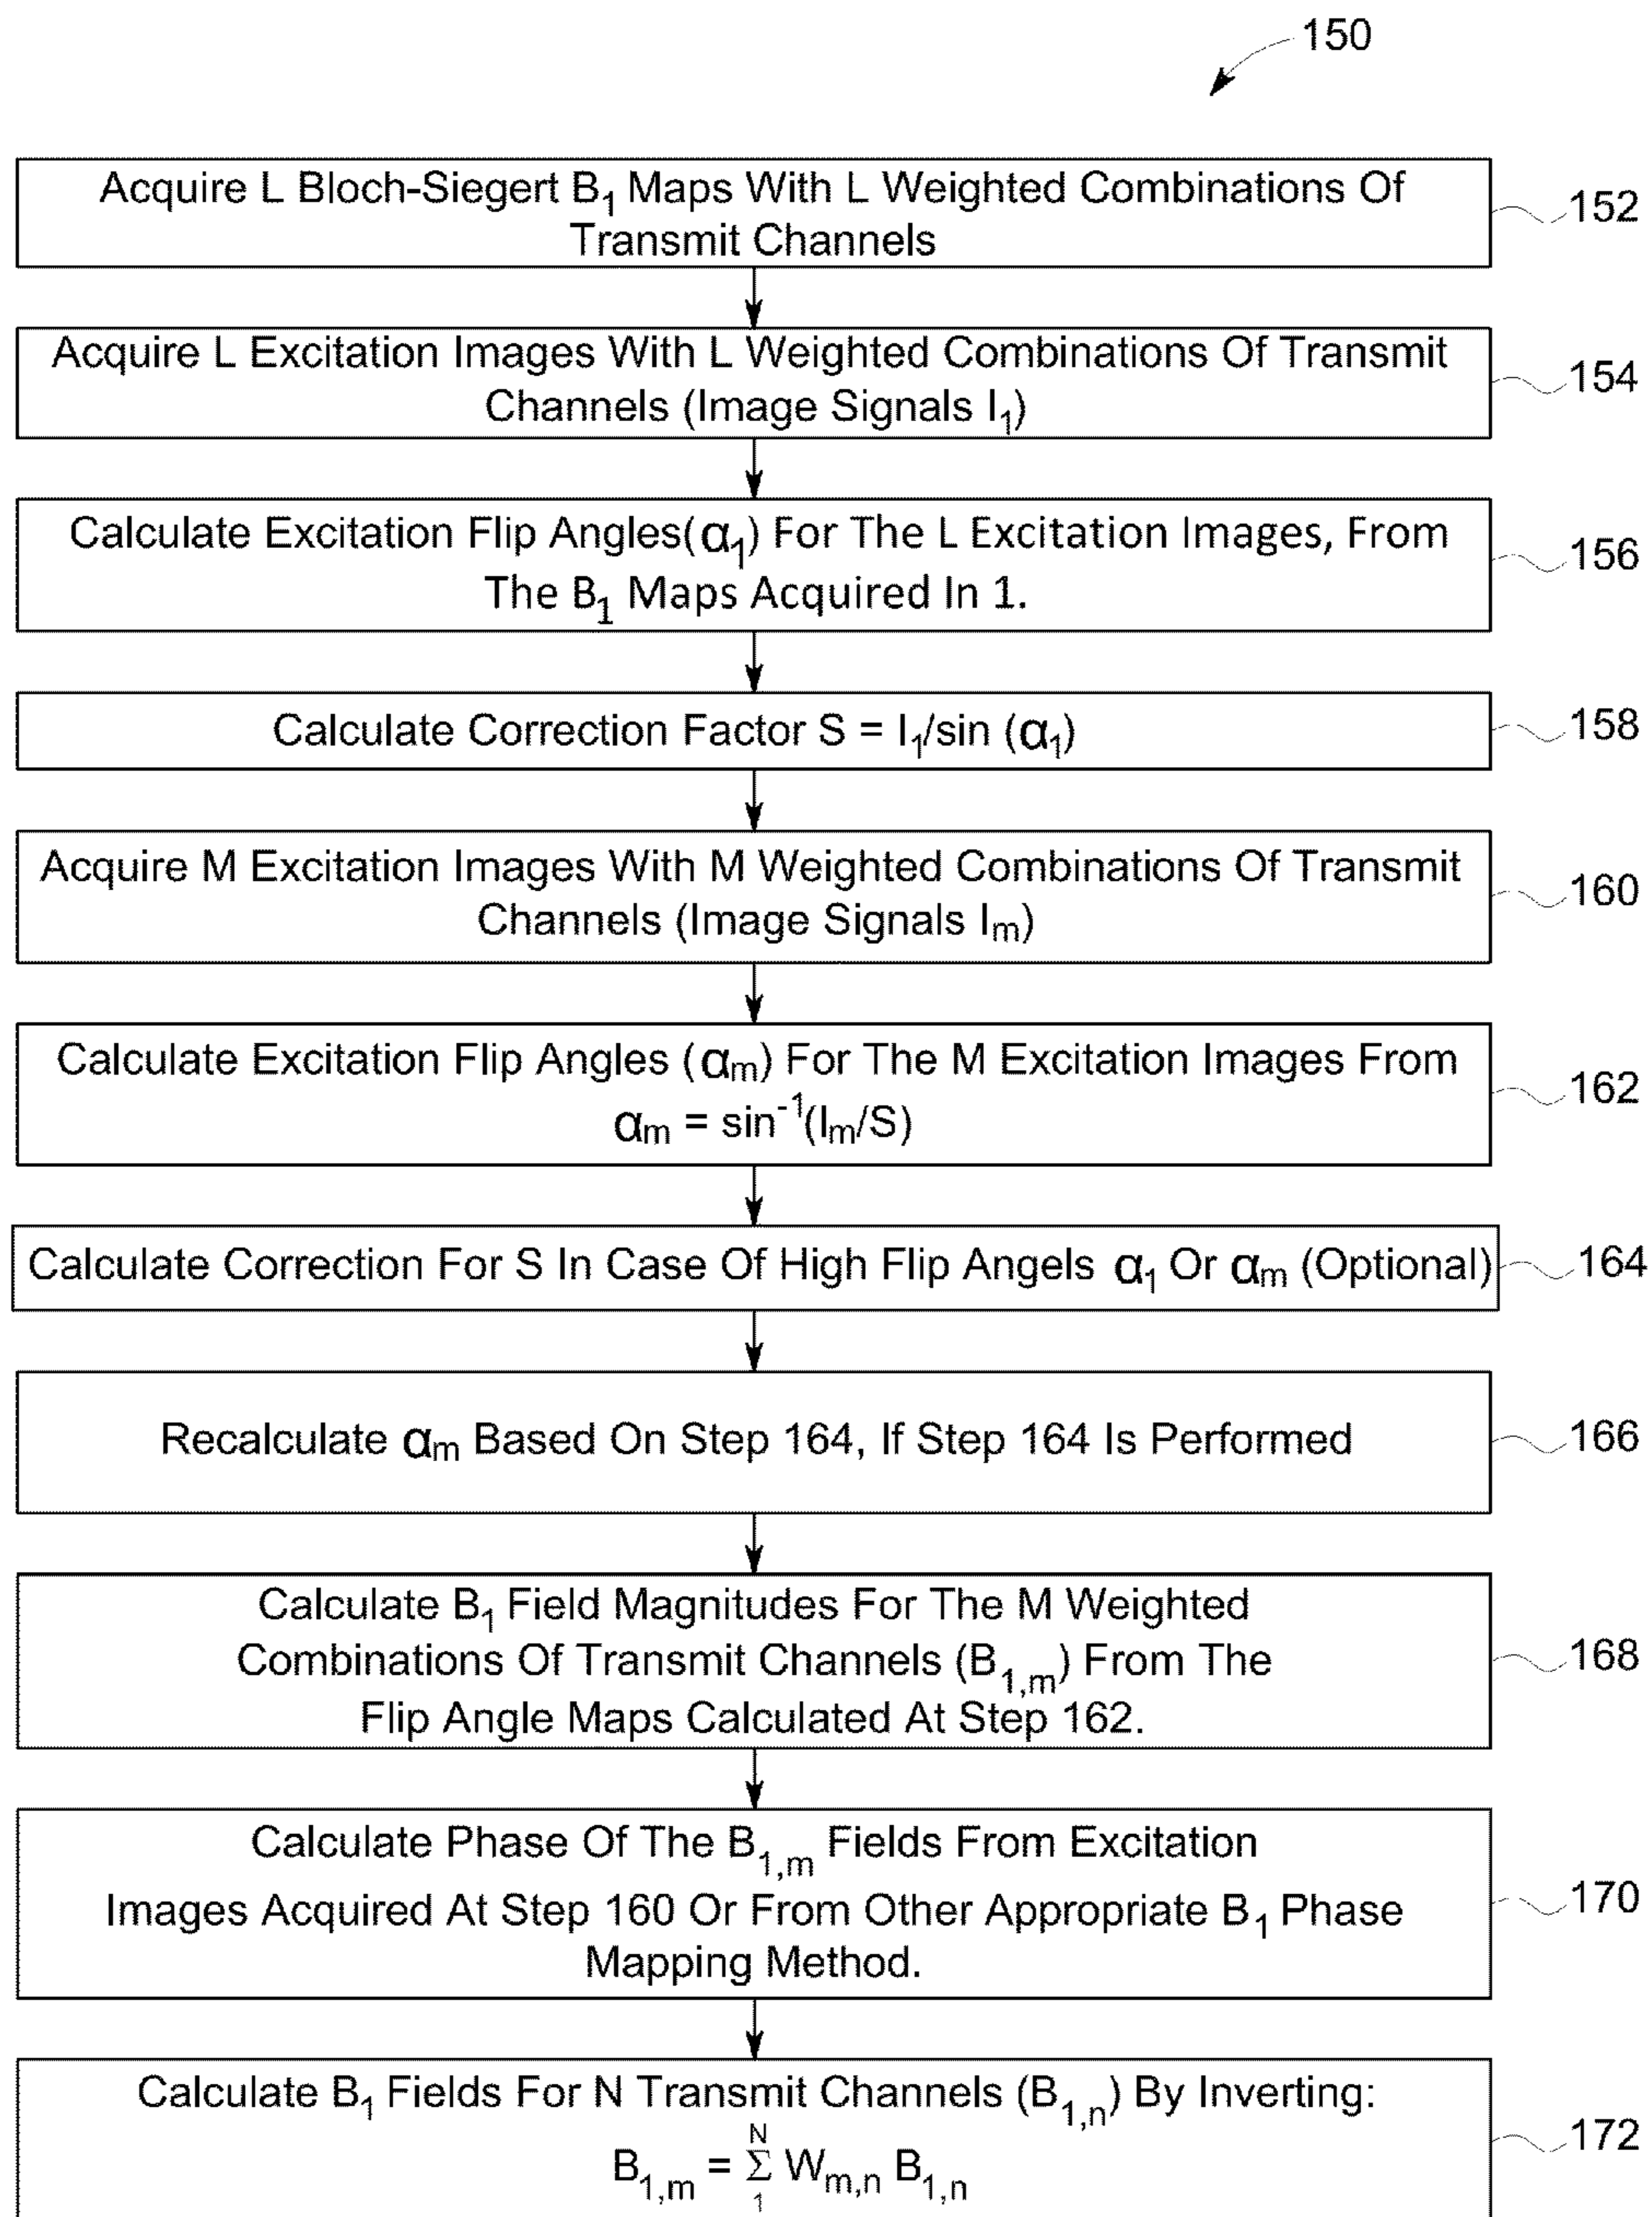 150
Acquire L Bloch-Siegert B1 Maps With L Weighted Combinations Of
Transmit Channels
152
Acquire L Excitation Images With L Weighted Combinations Of Transmit
Channels (Image Signals I1)
154
Calculate Excitation Flip Angles(α1) For The L Excitation Images, From
The B1 Maps Acquired In 1.
156
Calculate Correction Factor S = I1/sin (α1)
158
Acquire M Excitation Images With M Weighted Combinations Of Transmit
Channels (Image Signals Im)
160
Calculate Excitation Flip Angles (αm) For The M Excitation Images From
αm = sin-1(Im/S)
162
Calculate Correction For S In Case Of High Flip Angels α1 Or αm (Optional)
164
Recalculate αm Based On Step 164, If Step 164 Is Performed
166
Calculate B1 Field Magnitudes For The M Weighted
Combinations Of Transmit Channels (B1,m) From The
Flip Angle Maps Calculated At Step 162.
168
Calculate Phase Of The B1,m Fields From Excitation
Images Acquired At Step 160 Or From Other Appropriate B1 Phase
Mapping Method.
170
Calculate B1 Fields For N Transmit Channels (B1,n) By Inverting:
B1,m = N Σ 1 Wm,n B1,n
172